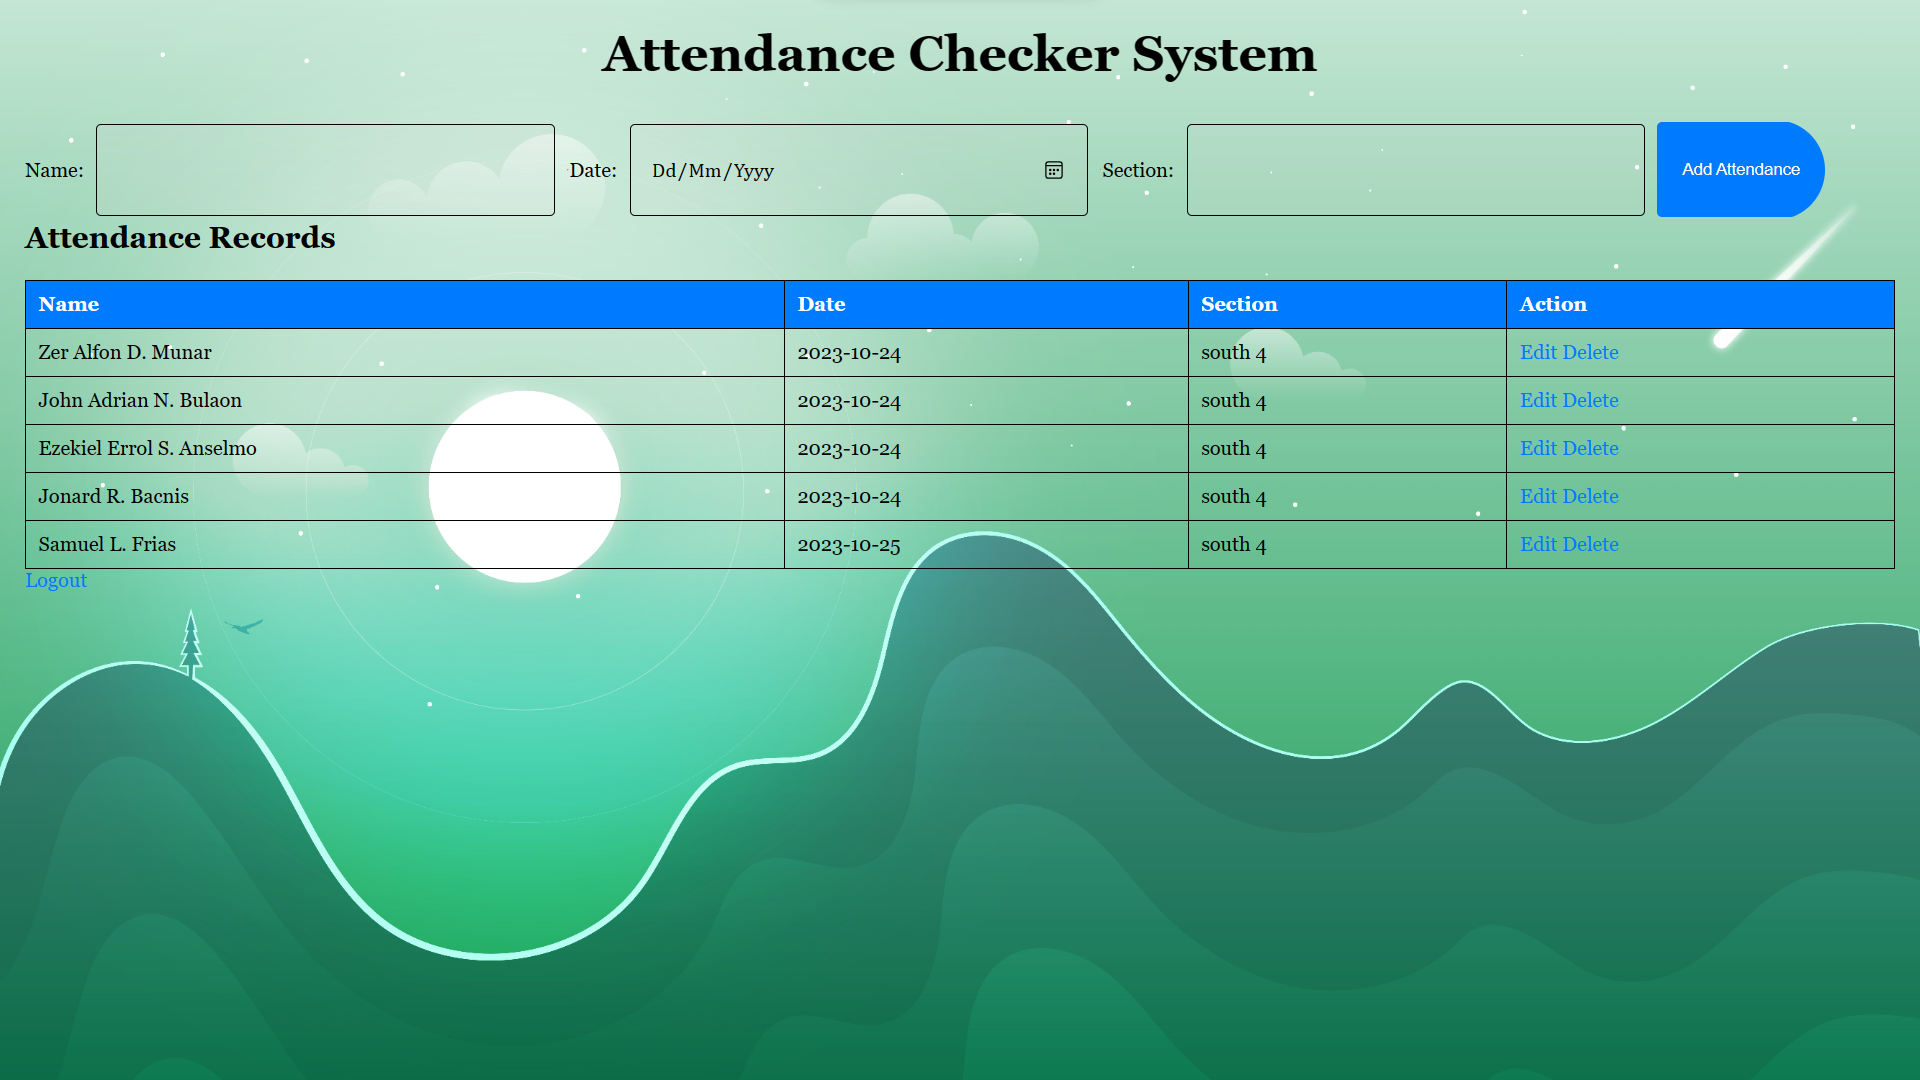 Attendance Checker System
Name: Date: Dd/Mm/Yyyy Section: Add Attendance
Attendance Records
Name Date Section Action
Zer Alfon D. Munar 2023-10-24 south 4 Edit Delete
John Adrian N. Bulaon 2023-10-24 south 4 Edit Delete
Ezekiel Errol S. Anselmo 2023-10-24 south 4 Edit Delete
Jonard R. Bacnis 2023-10-24 south 4 Edit Delete
Samuel L. Frias 2023-10-25 south 4 Edit Delete
Logout